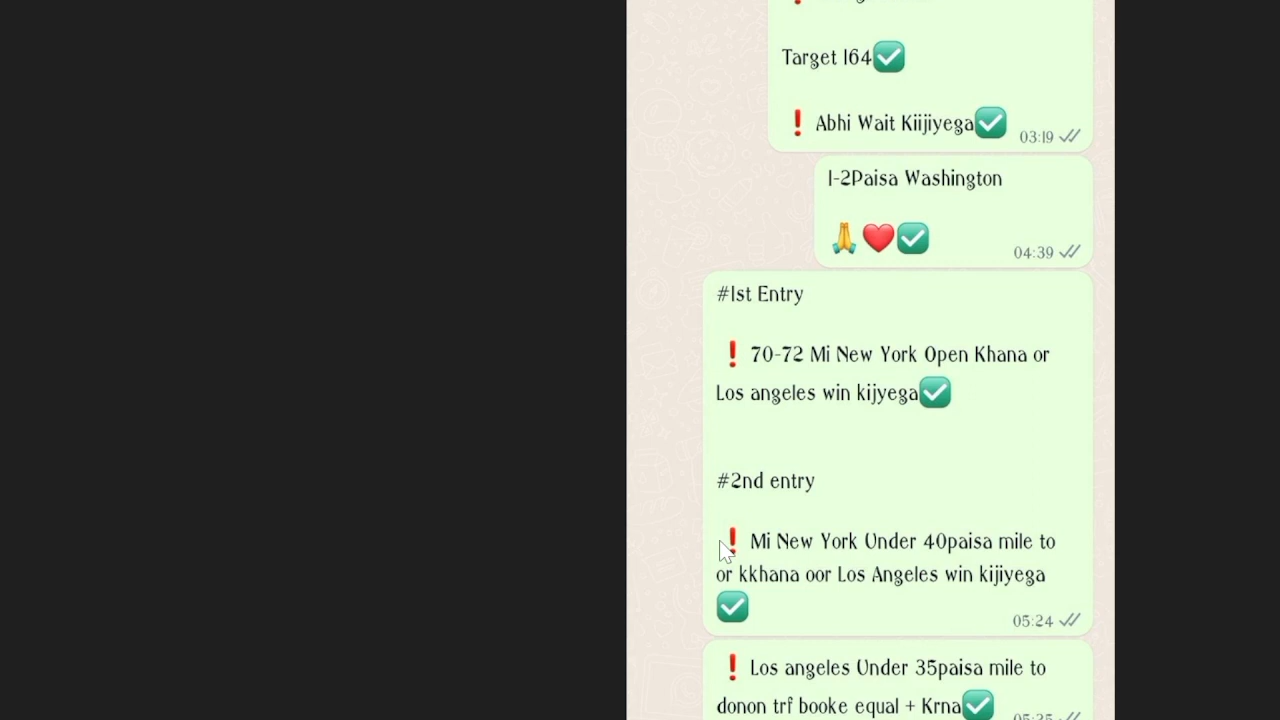 Target 164✅
❗ Abhi Wait Kiijiyega✅
03:19
1-2Paisa Washington
🙏❤️✅
04:39
#1st Entry
❗ 70-72 Mi New York Open Khana or
Los angeles win kijyega✅
#2nd entry
❗ Mi New York Under 40paisa mile to
or kkhana oor Los Angeles win kijiyega
✅
05:24
❗ Los angeles Under 35paisa mile to
donon trf booke equal + Krna✅